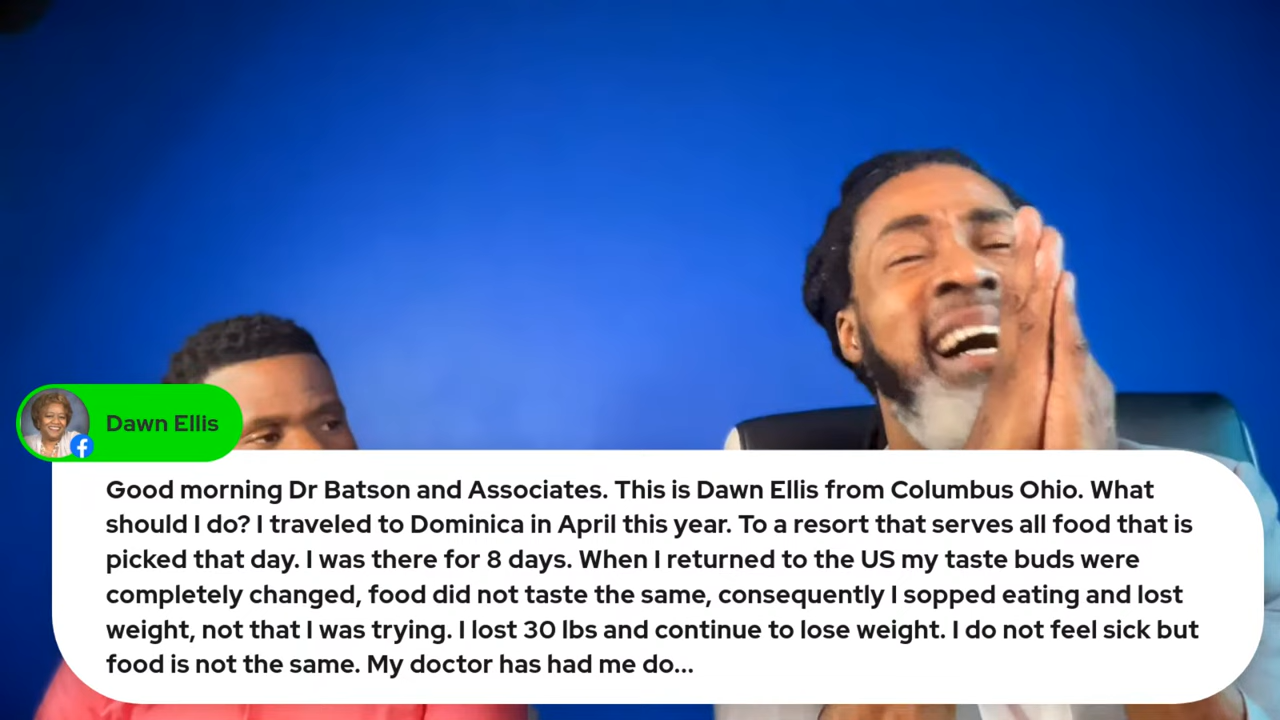 Dawn Ellis
Good morning Dr Batson and Associates. This is Dawn Ellis from Columbus Ohio. What
should I do? I traveled to Dominica in April this year. To a resort that serves all food that is
picked that day. I was there for 8 days. When I returned to the US my taste buds were
completely changed, food did not taste the same, consequently I sopped eating and lost
weight, not that I was trying. I lost 30 lbs and continue to lose weight. I do not feel sick but
food is not the same. My doctor has had me do...